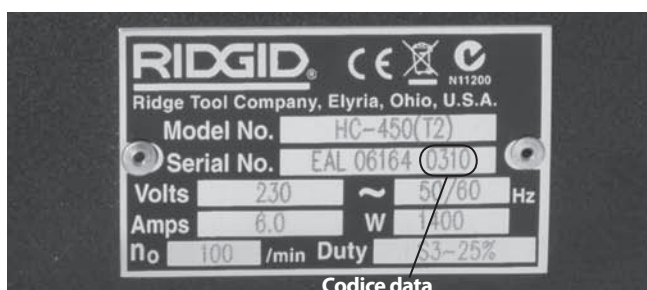 RIDGID®
CE N11200
Ridge Tool Company, Elyria, Ohio, U.S.A.
Model No. HC-450(T2)
Serial No. EAL 06164 0310
Volts 230 ~ 50/60 Hz
Amps 6.0 W 1400
no 100 /min Duty S3-25%
Codice data